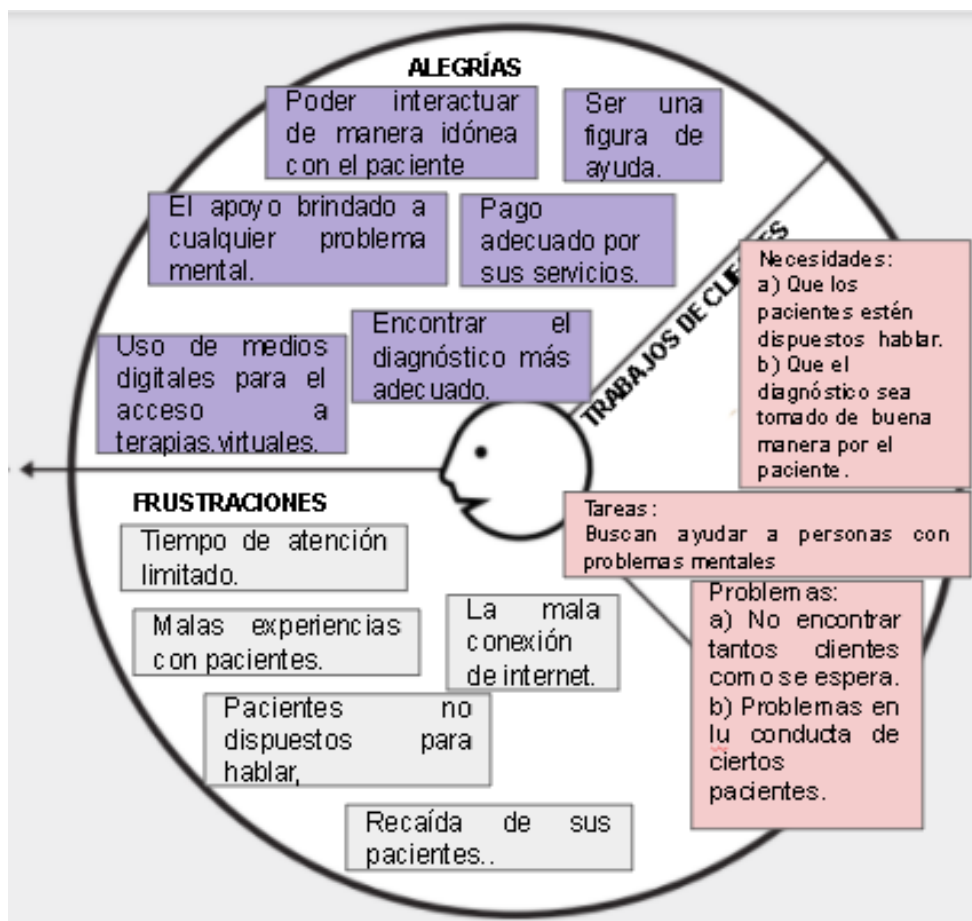 ALEGRÍAS
Poder interactuar
de manera idónea
con el paciente
Ser una
figura de
ayuda.
El apoyo brindado a
cualquier problema
mental.
Pago
adecuado por
sus servicios.
Uso de medios
digitales para el
acceso a
terapias.virtuales.
Encontrar el
diagnóstico más
adecuado.
TRABAJOS DE CLIENTES
Necesidades:
a) Que los
pacientes estén
dispuestos hablar.
b) Que el
diagnóstico sea
tomado de buena
manera por el
paciente.
Tareas:
Buscan ayudar a personas con
problemas mentales
Problemas:
a) No encontrar
tantos clientes
como se espera.
b) Problemas en
lu conducta de
ciertos
pacientes.
FRUSTRACIONES
Tiempo de atención
limitado.
Malas experiencias
con pacientes.
La mala
conexión
de internet.
Pacientes no
dispuestos para
hablar,
Recaída de sus
pacientes..